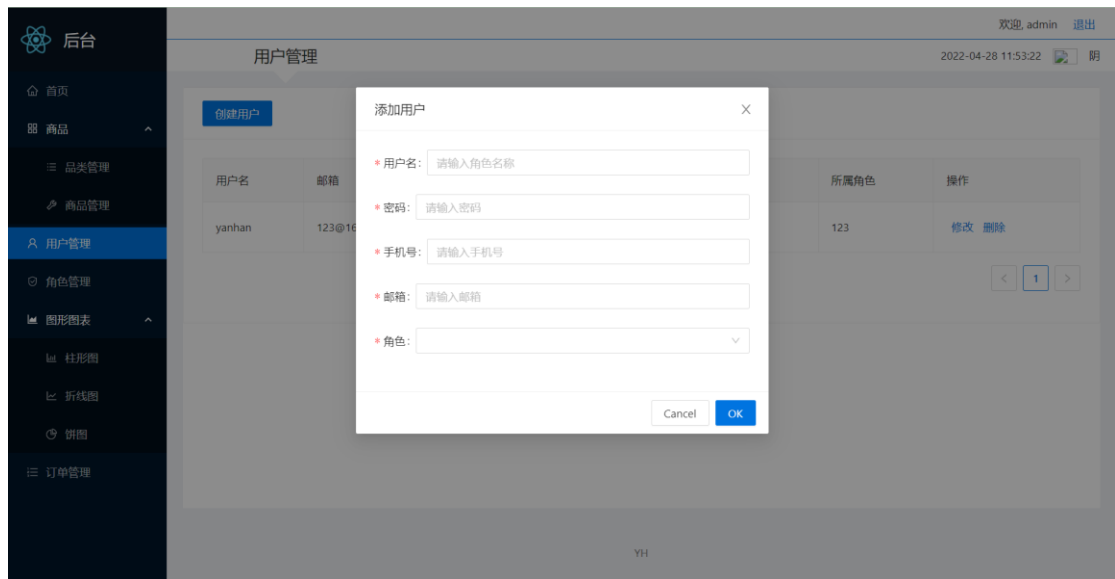 后台
欢迎, admin 退出
用户管理
2022-04-28 11:53:22 阴
首页
商品
品类管理
商品管理
用户管理
角色管理
图形图表
柱形图
折线图
饼图
订单管理
创建用户
用户名 邮箱 所属角色 操作
yanhan 123@16 123 修改 删除
1
添加用户
* 用户名: 请输入角色名称
* 密码: 请输入密码
* 手机号: 请输入手机号
* 邮箱: 请输入邮箱
* 角色:
Cancel OK
YH